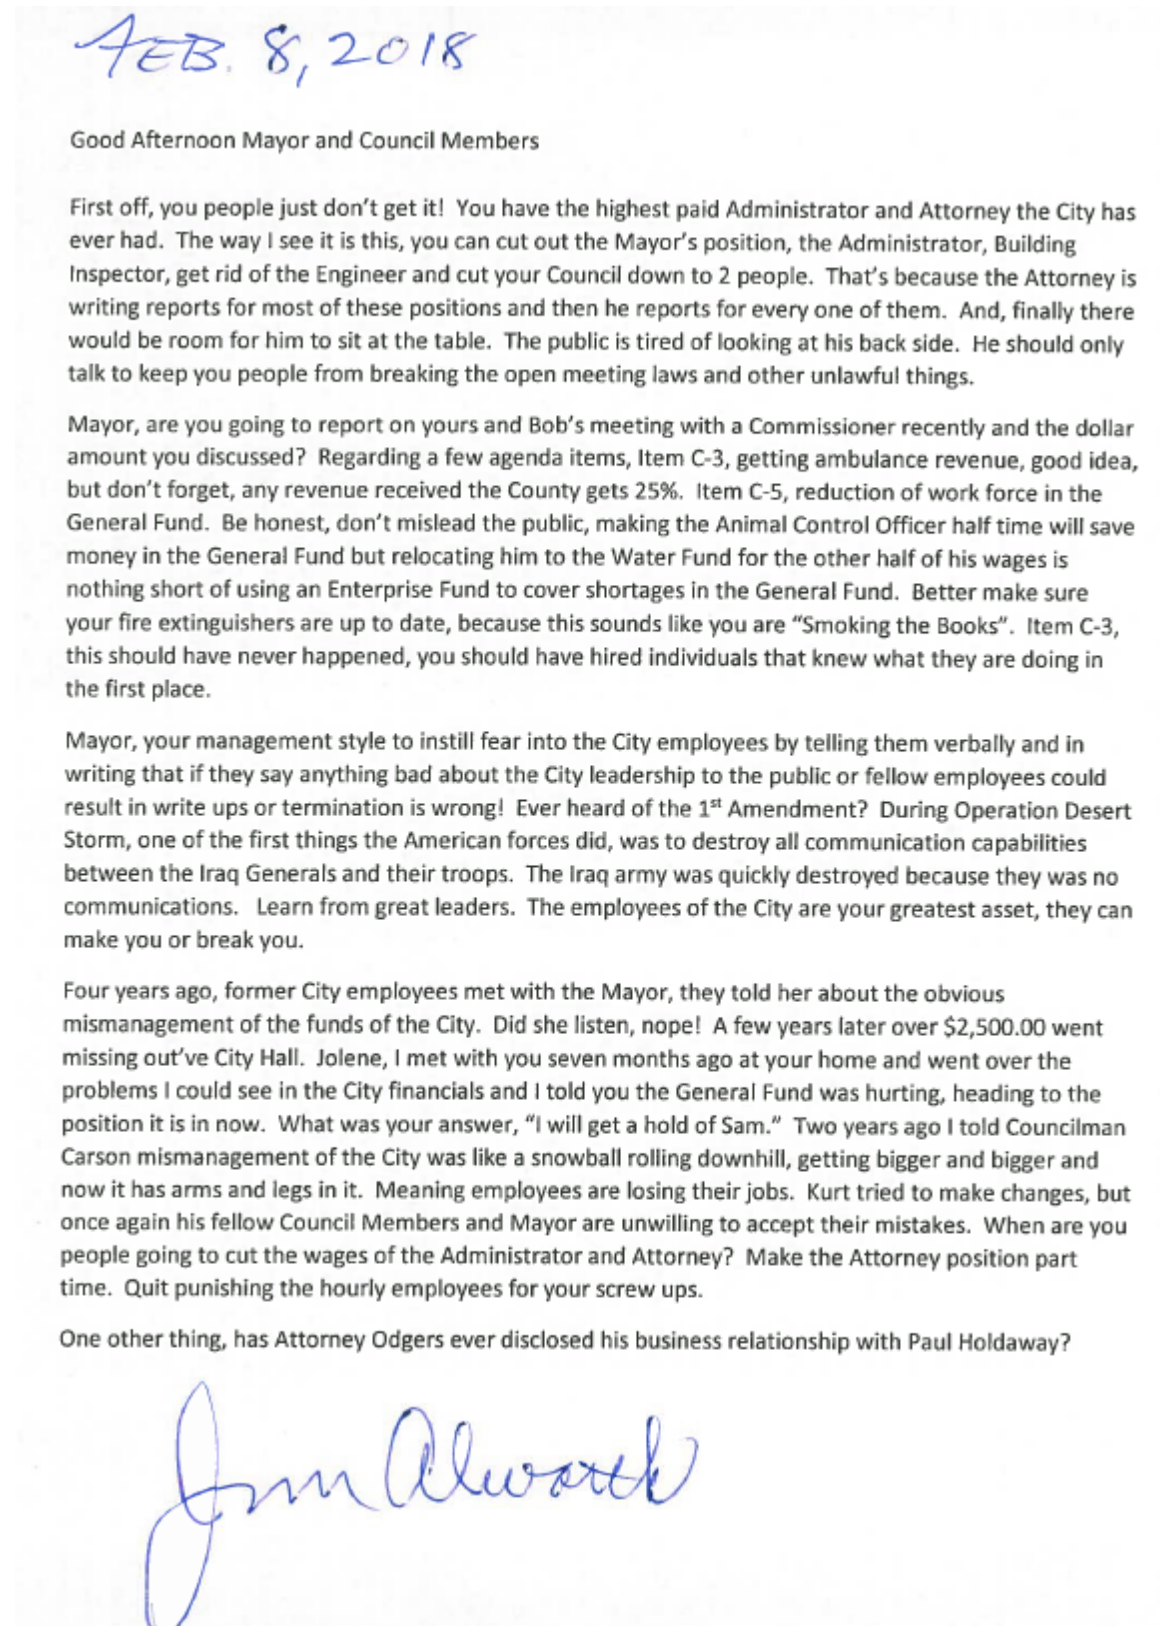 FEB. 8, 2018
Good Afternoon Mayor and Council Members
First off, you people just don't get it!  You have the highest paid Administrator and Attorney the City has
ever had.  The way I see it is this, you can cut out the Mayor's position, the Administrator, Building
Inspector, get rid of the Engineer and cut your Council down to 2 people.  That's because the Attorney is
writing reports for most of these positions and then he reports for every one of them.  And, finally there
would be room for him to sit at the table.  The public is tired of looking at his back side.  He should only
talk to keep you people from breaking the open meeting laws and other unlawful things.
Mayor, are you going to report on yours and Bob's meeting with a Commissioner recently and the dollar
amount you discussed?  Regarding a few agenda items, Item C-3, getting ambulance revenue, good idea,
but don't forget, any revenue received the County gets 25%.  Item C-5, reduction of work force in the
General Fund.  Be honest, don't mislead the public, making the Animal Control Officer half time will save
money in the General Fund but relocating him to the Water Fund for the other half of his wages is
nothing short of using an Enterprise Fund to cover shortages in the General Fund.  Better make sure
your fire extinguishers are up to date, because this sounds like you are "Smoking the Books".  Item C-3,
this should have never happened, you should have hired individuals that knew what they are doing in
the first place.
Mayor, your management style to instill fear into the City employees by telling them verbally and in
writing that if they say anything bad about the City leadership to the public or fellow employees could
result in write ups or termination is wrong!  Ever heard of the 1st Amendment?  During Operation Desert
Storm, one of the first things the American forces did, was to destroy all communication capabilities
between the Iraq Generals and their troops.  The Iraq army was quickly destroyed because they was no
communications.   Learn from great leaders.  The employees of the City are your greatest asset, they can
make you or break you.
Four years ago, former City employees met with the Mayor, they told her about the obvious
mismanagement of the funds of the City.  Did she listen, nope!  A few years later over $2,500.00 went
missing out've City Hall.  Jolene, I met with you seven months ago at your home and went over the
problems I could see in the City financials and I told you the General Fund was hurting, heading to the
position it is in now.  What was your answer, "I will get a hold of Sam."  Two years ago I told Councilman
Carson mismanagement of the City was like a snowball rolling downhill, getting bigger and bigger and
now it has arms and legs in it.  Meaning employees are losing their jobs.  Kurt tried to make changes, but
once again his fellow Council Members and Mayor are unwilling to accept their mistakes.  When are you
people going to cut the wages of the Administrator and Attorney?  Make the Attorney position part
time.  Quit punishing the hourly employees for your screw ups.
One other thing, has Attorney Odgers ever disclosed his business relationship with Paul Holdaway?
Jim Alworth